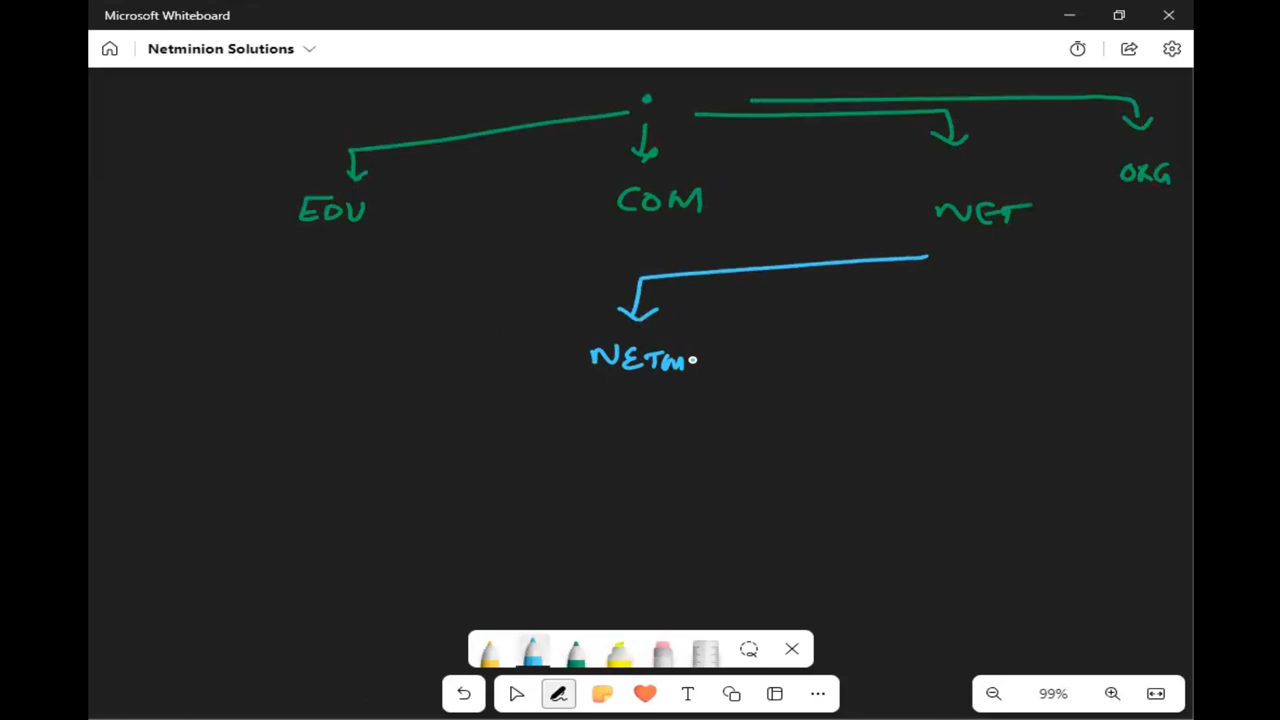 Microsoft Whiteboard
Netminion Solutions
.
EDU
COM
NET
ORG
NETM
T
99%